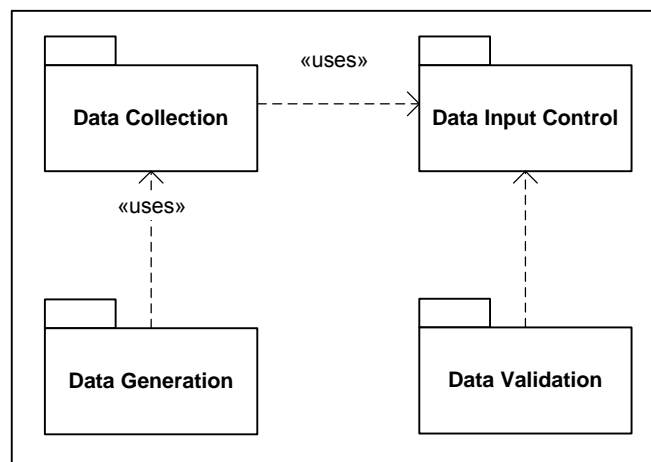 «uses»
Data Collection
Data Input Control
«uses»
Data Generation
Data Validation